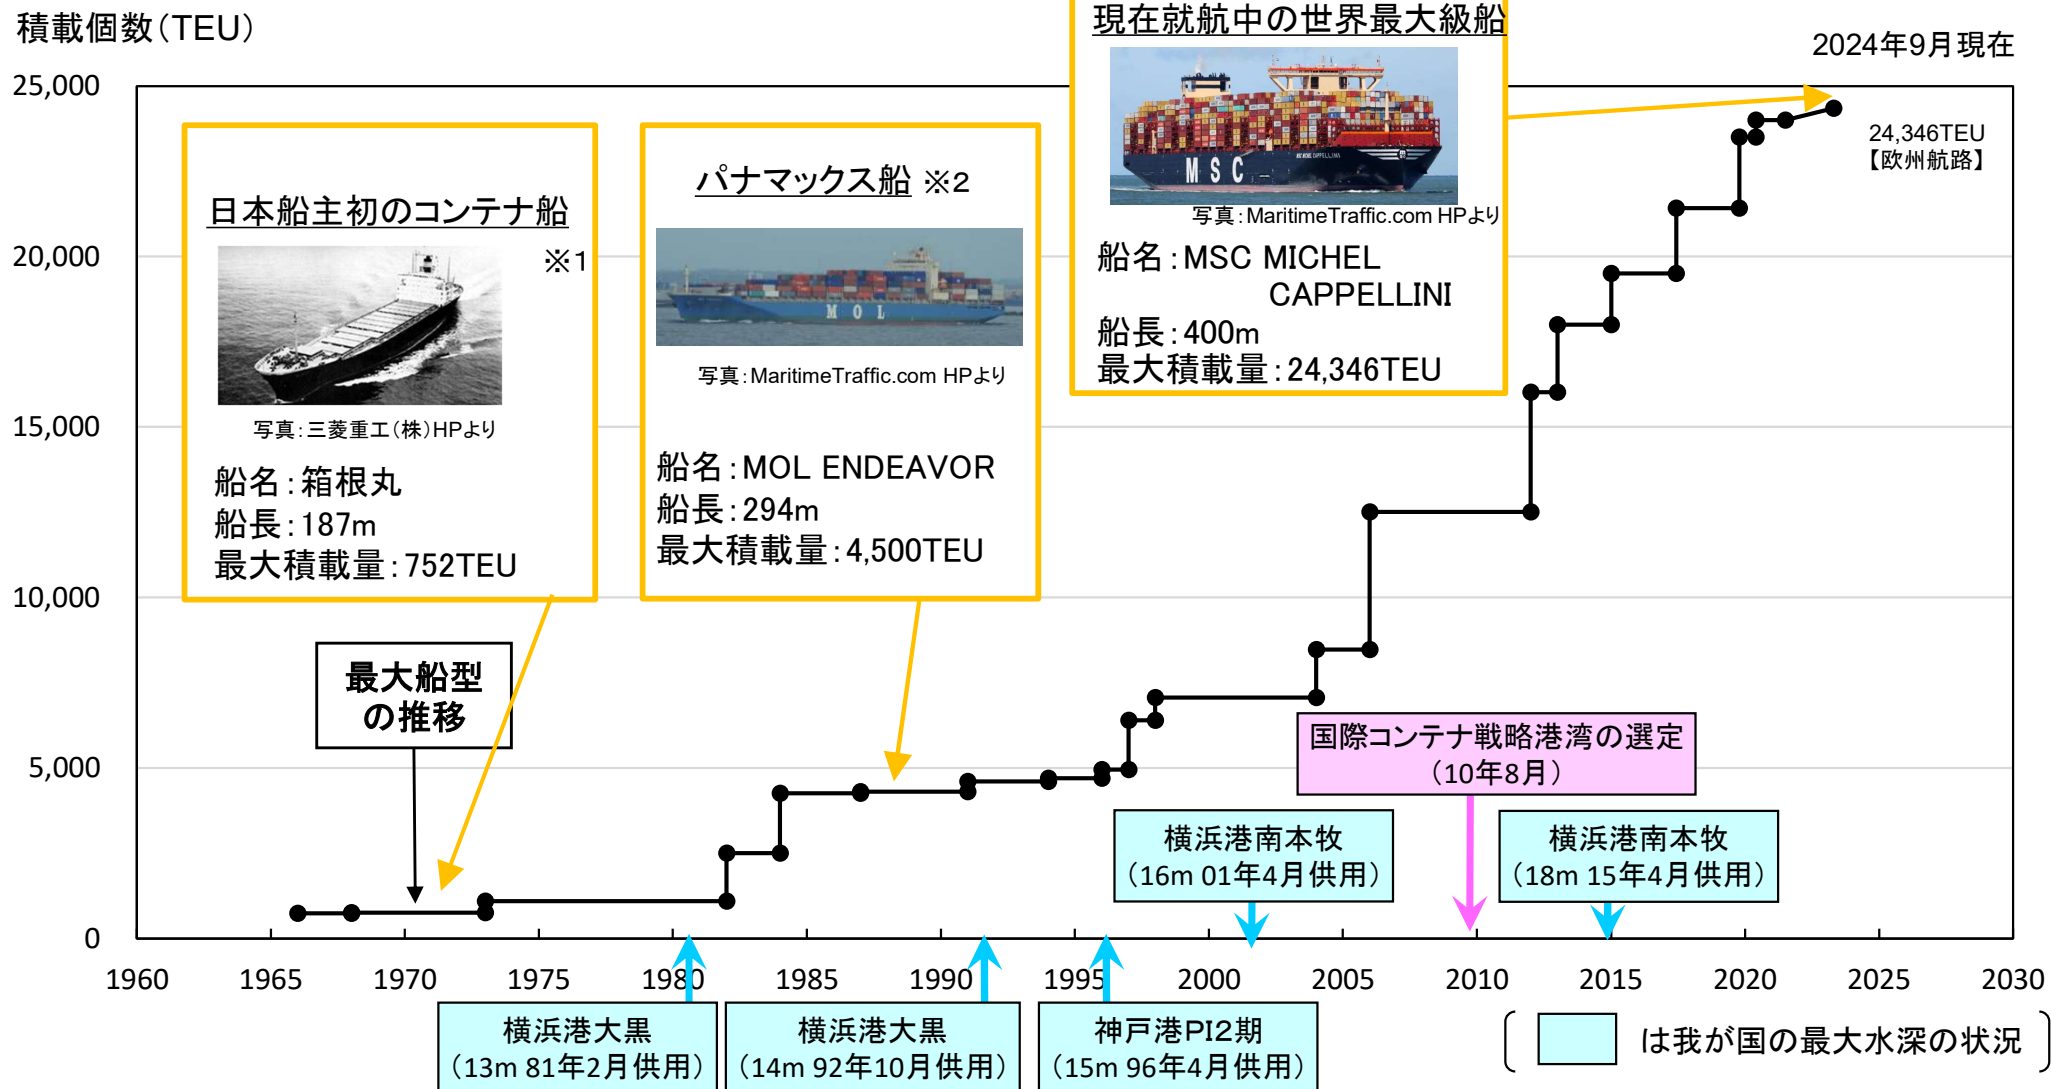 積載個数(TEU)
2024年9月現在
25,000
20,000
15,000
10,000
5,000
0
1960 1965 1970 1975 1980 1985 1990 1995 2000 2005 2010 2015 2020 2025 2030
日本船主初のコンテナ船
※1
写真:三菱重工(株)HPより
船名:箱根丸
船長:187m
最大積載量:752TEU
パナマックス船 ※2
MOL
写真:MaritimeTraffic.com HPより
船名:MOL ENDEAVOR
船長:294m
最大積載量:4,500TEU
現在就航中の世界最大級船
MSC MICHEL CAPPELLINI
MSC
写真:MaritimeTraffic.com HPより
船名:MSC MICHEL
CAPPELLINI
船長:400m
最大積載量:24,346TEU
24,346TEU
【欧州航路】
最大船型
の推移
国際コンテナ戦略港湾の選定
(10年8月)
横浜港南本牧
(16m 01年4月供用)
横浜港南本牧
(18m 15年4月供用)
横浜港大黒
(13m 81年2月供用)
横浜港大黒
(14m 92年10月供用)
神戸港PI2期
(15m 96年4月供用)
は我が国の最大水深の状況